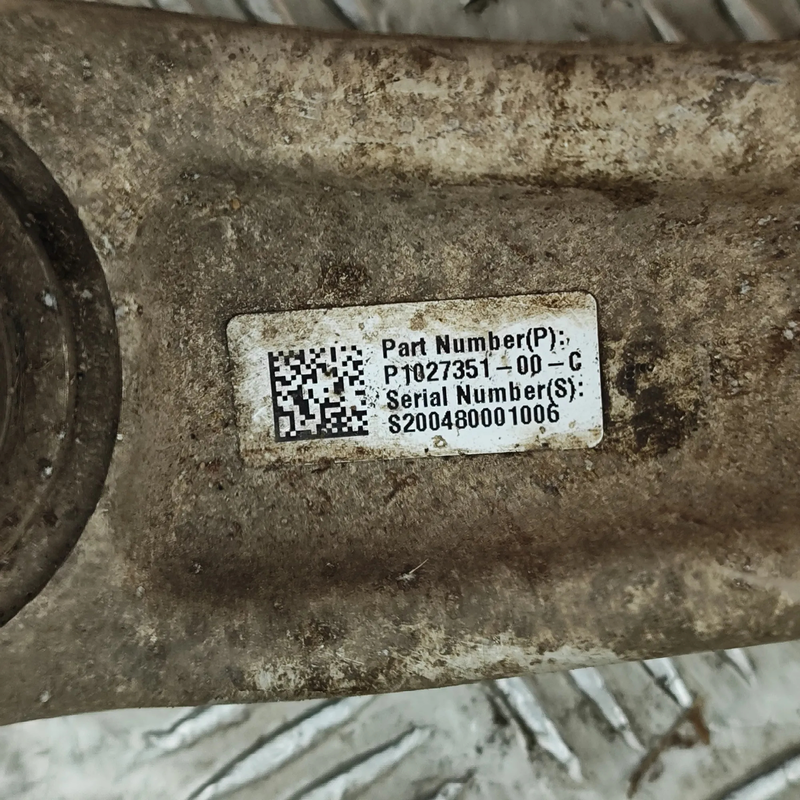 Part Number(P):
P1027351-00-C
Serial Number(S):
S200480001006